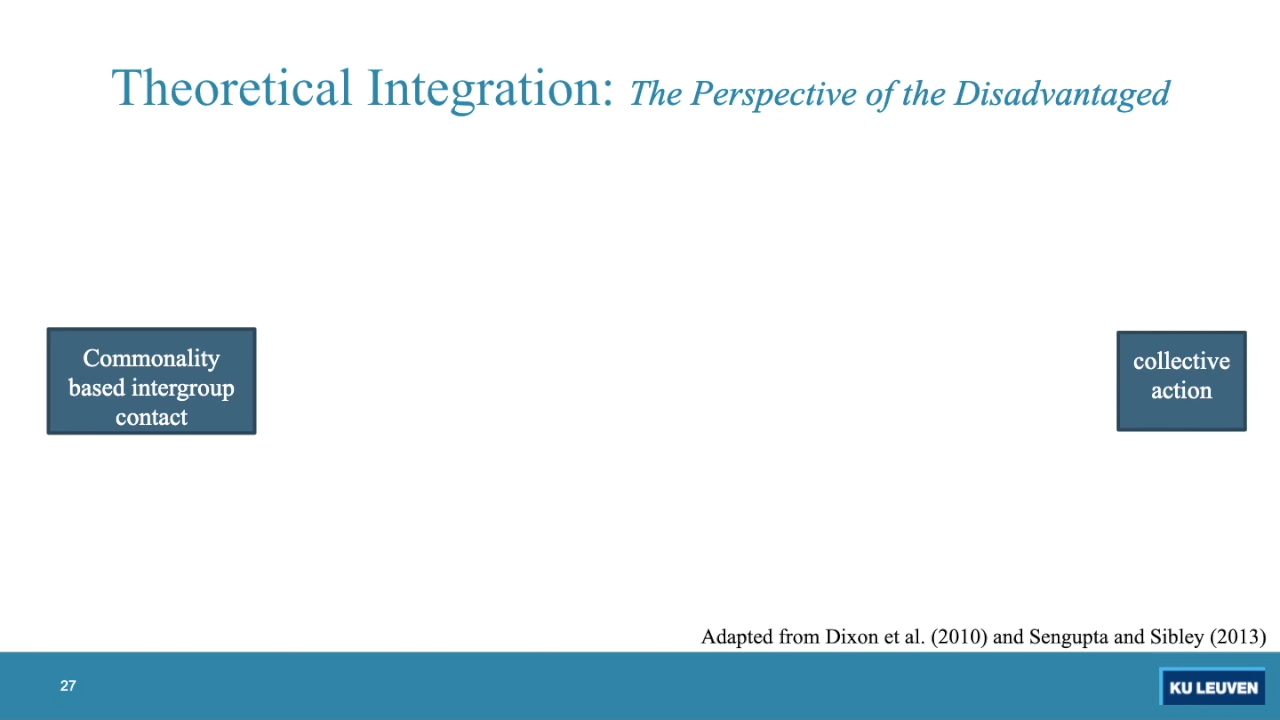 Theoretical Integration: The Perspective of the Disadvantaged
Commonality
based intergroup
contact
collective
action
Adapted from Dixon et al. (2010) and Sengupta and Sibley (2013)
27
KU LEUVEN